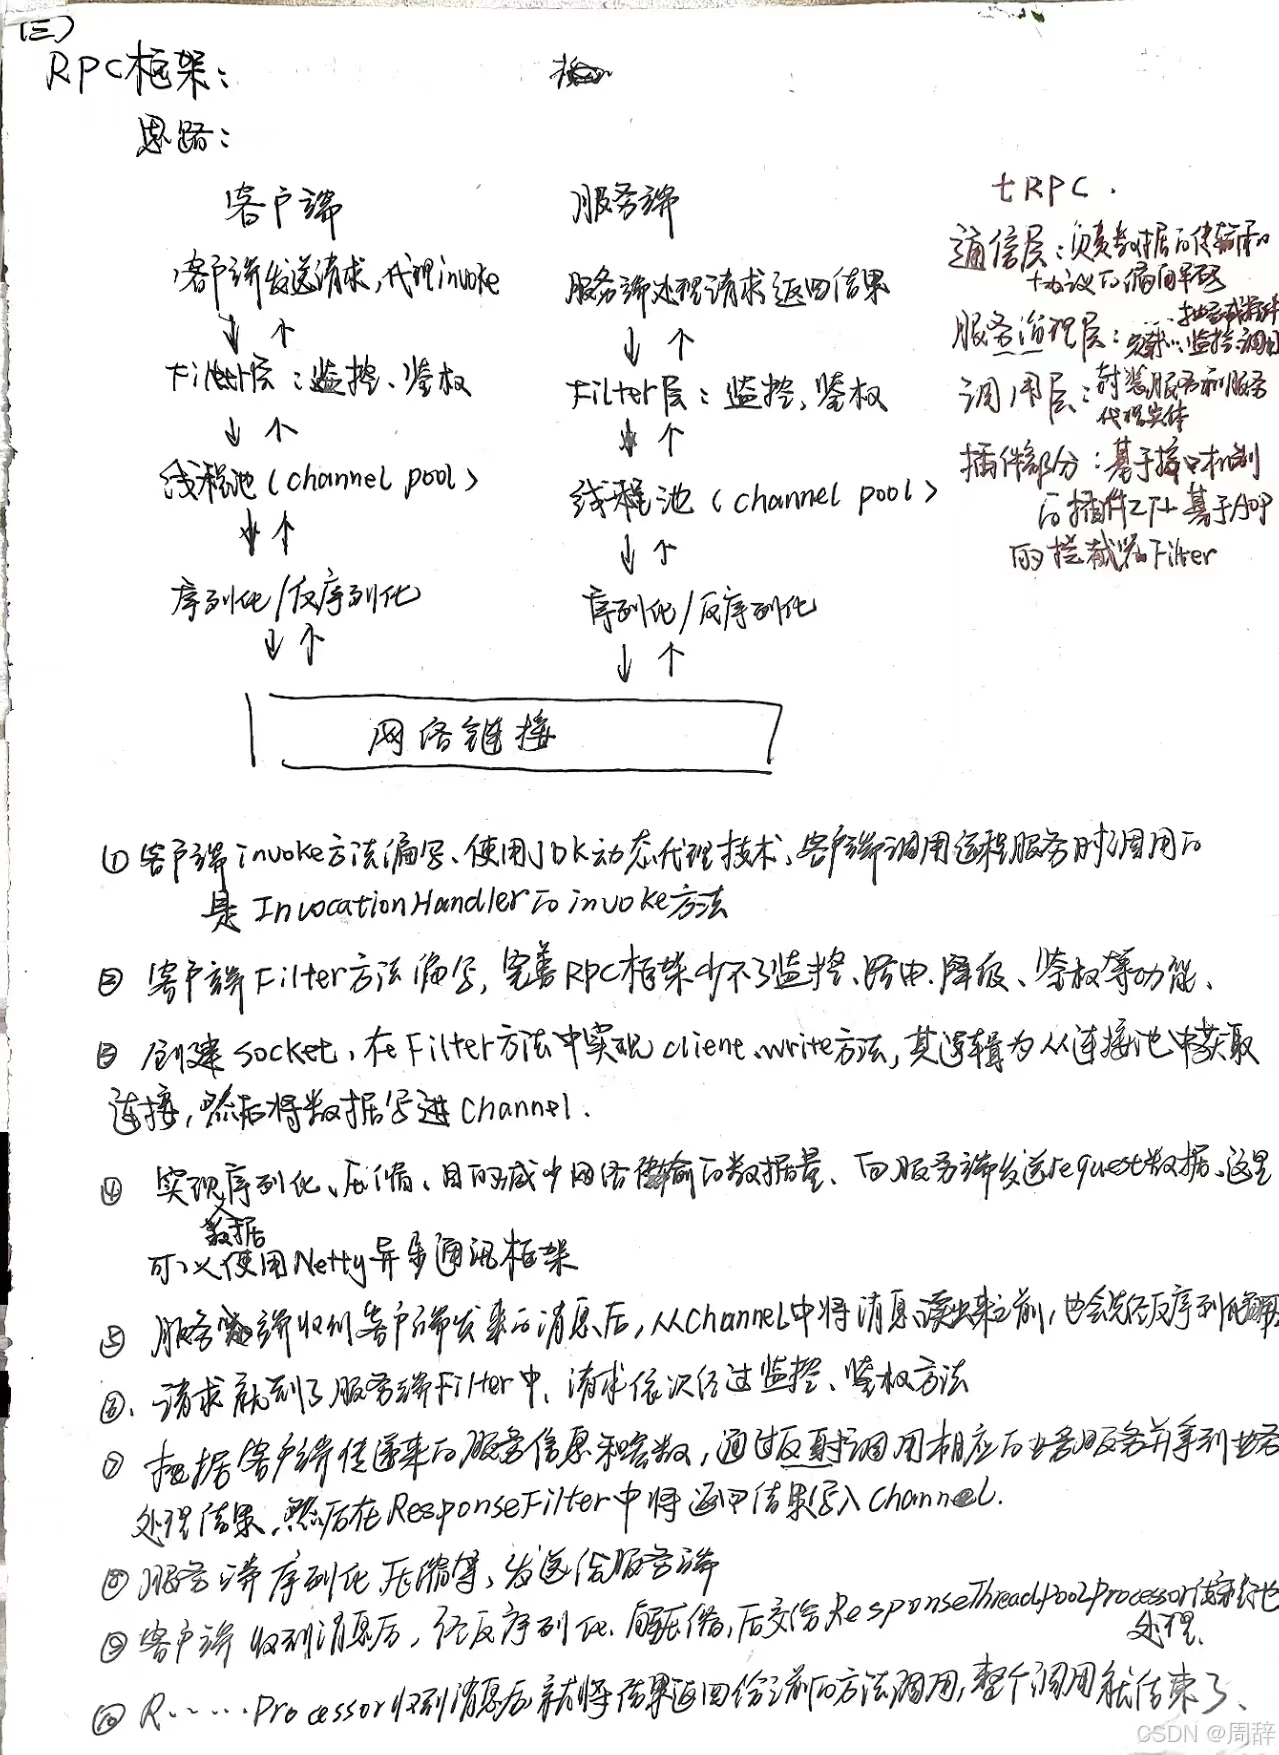 (三)
RPC框架：
思路：
客户端
客户端发送请求,代理invoke
↓ ↑
Filter层：监控、鉴权
↓ ↑
线程池(channel pool)
↓ ↑
序列化/反序列化
↓ ↑
服务端
服务端处理请求返回结果
↓ ↑
Filter层：监控,鉴权
↓ ↑
线程池(channel pool)
↓ ↑
序列化/反序列化
↓ ↑
网络链接
tRPC.
通信层：负责数据的传输和
协议的编解码
服务治理层：
监控、调用
调用层：封装服务和服务
代理实体
插件部分：基于接口机制
的插件工厂 基于AOP
的拦截器Filter
① 客户端invoke方法编写、使用JDK动态代理技术、客户端调用远程服务时调用的
是InvocationHandler的invoke方法
② 客户端Filter方法编写,完善RPC框架少不了监控、路由、降级、鉴权等功能、
③ 创建socket,在Filter方法中实现client.write方法,其逻辑为从连接池中获取
连接,然后将数据写进Channel.
④ 实现数据序列化、压缩、目的减少网络传输的数据量、向服务端发送request数据、这里
可以使用Netty异步通讯框架
⑤ 服务端收到客户端发来的消息后,从Channel中将消息读出来之前,也会先经反序列化解压
⑥、请求就到了服务端Filter中、请求依次经过监控、鉴权方法
⑦ 根据客户端传递来的服务信息和参数,通过反射调用相应的业务服务并拿到业务
处理结果、然后在ResponseFilter中将返回结果写入Channel.
⑧ 服务端序列化、压缩等、发送给服务端
⑨ 客户端收到消息后,经反序列化、解压缩,后交给ResponseThreadpoolProcessor线程池
处理、
⑩ R……Processor收到消息后就将结果返回给之前的方法调用,整个调用就结束了、
CSDN @周辞